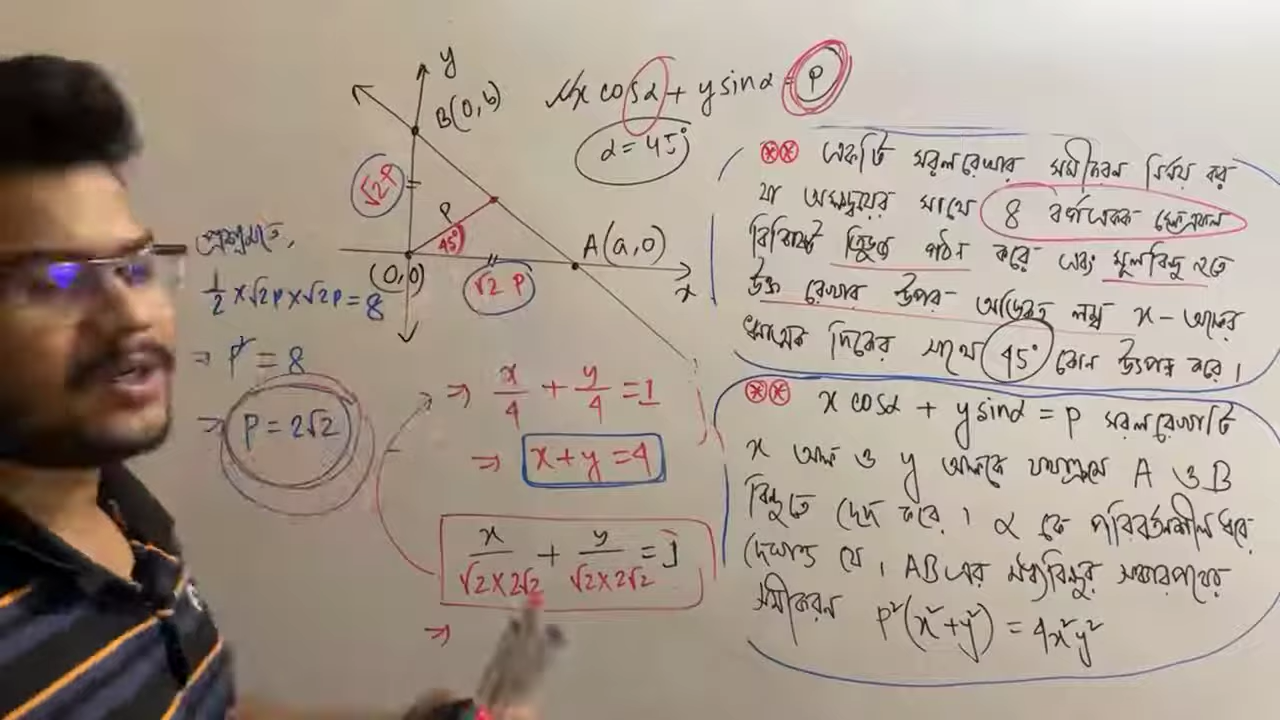 y
B(0, b)
x cosα + y sinα = p
α = 45°
√2P
P
45°
A(a, 0)
(0,0)
√2 P
x
প্রশ্নমতে,
1/2 × √2P × √2P = 8
⇒ P² = 8
⇒ P = 2√2
⇒ x/4 + y/4 = 1
⇒ x + y = 4
x/(√2×2√2) + y/(√2×2√2) = 1
⇒
** একটি সরলরেখার সমীকরণ নির্ণয় কর
যা অক্ষদ্বয়ের সাথে 8 বর্গএকক ক্ষেত্রফল
বিশিষ্ট ত্রিভুজ গঠন করে এবং মূলবিন্দু হতে
উক্ত রেখার উপর অঙ্কিত লম্ব x-অক্ষের
ধনাত্মক দিকের সাথে 45° কোণ উৎপন্ন করে।
** x cosα + y sinα = p সরলরেখাটি
x অক্ষ ও y অক্ষকে যথাক্রমে A ও B
বিন্দুতে ছেদ করে। α কে পরিবর্তনশীল ধরে
দেখাও যে, AB এর মধ্যবিন্দুর সঞ্চারপথের
সমীকরণ P²(x²+y²) = 4x²y²